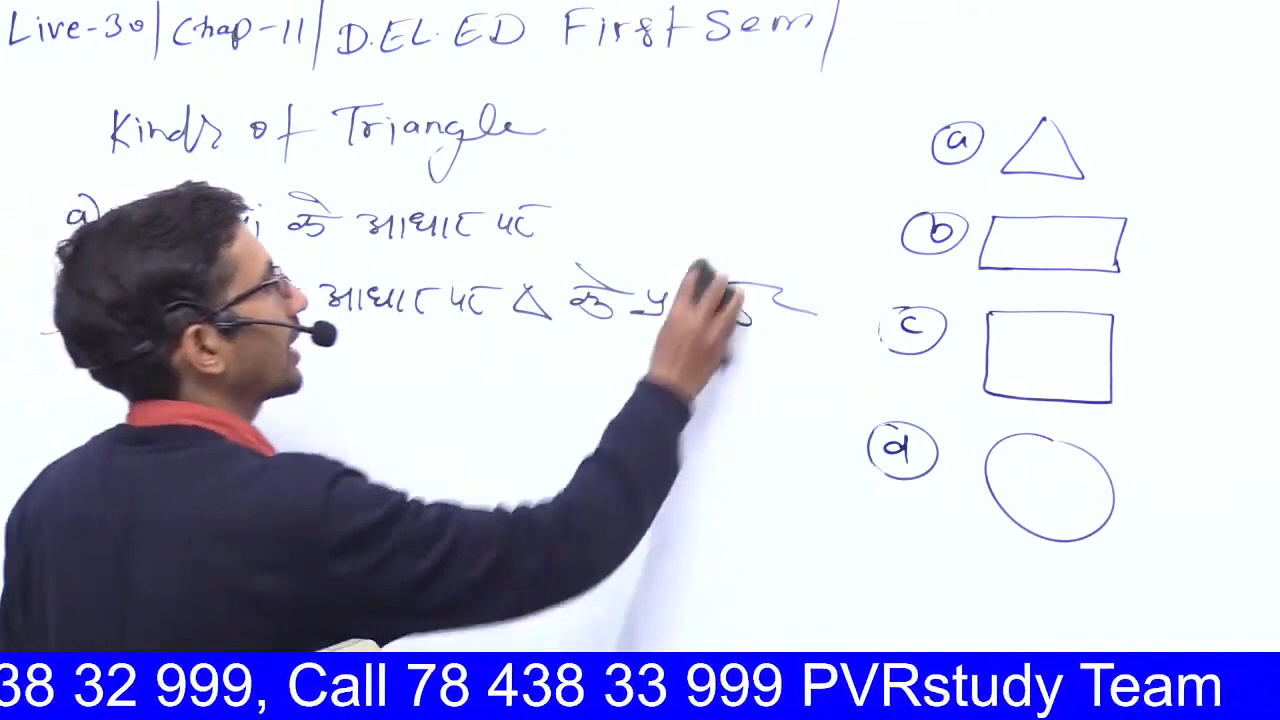 Live-30/Chap-11/D.EL.ED First Sem/
Kinds of Triangle
a) के आधार पर
आधार पर Δ के
a
b
c
d
38 32 999, Call 78 438 33 999 PVRstudy Team